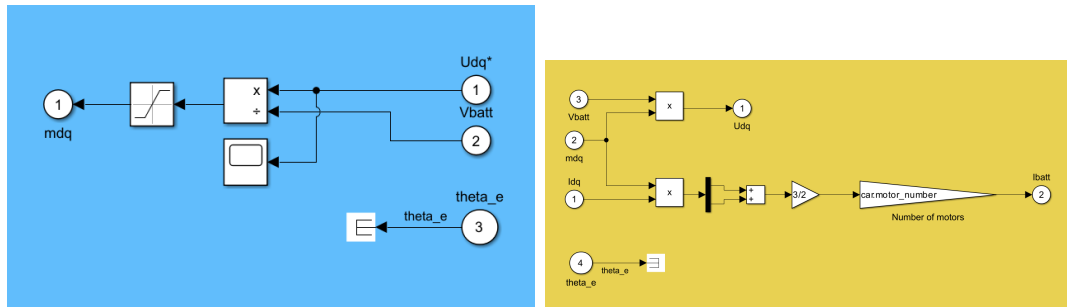 Udq*
1
x
÷
1
mdq
Vbatt
2
theta_e
theta_e
3
3
Vbatt
x
1
Udq
2
mdq
Idq
1
x
+
+
3/2
car.motor_number
Number of motors
Ibatt
2
4
theta_e
theta_e